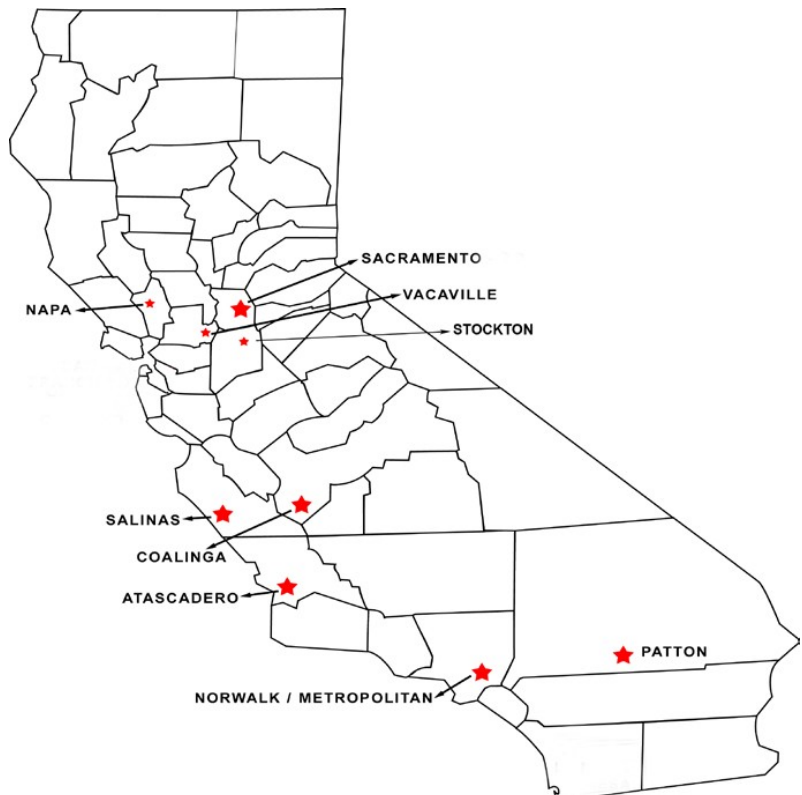 SACRAMENTO
VACAVILLE
NAPA
STOCKTON
SALINAS
COALINGA
ATASCADERO
PATTON
NORWALK / METROPOLITAN